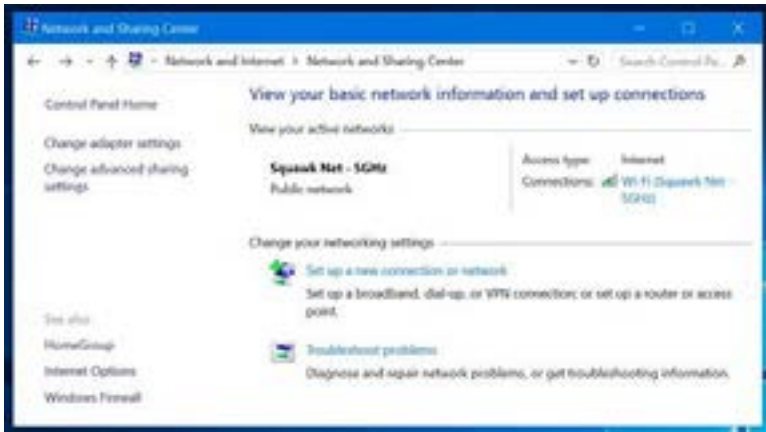 Network and Sharing Center
Network and Internet > Network and Sharing Center
Search Control Pa...
Control Panel Home
Change adapter settings
Change advanced sharing
settings
See also
HomeGroup
Internet Options
Windows Firewall
View your basic network information and set up connections
View your active networks
Squawk Net - 5GHz
Public network
Access type: Internet
Connections: Wi-Fi (Squawk Net -
5GHz)
Change your networking settings
Set up a new connection or network
Set up a broadband, dial-up, or VPN connection; or set up a router or access
point.
Troubleshoot problems
Diagnose and repair network problems, or get troubleshooting information.